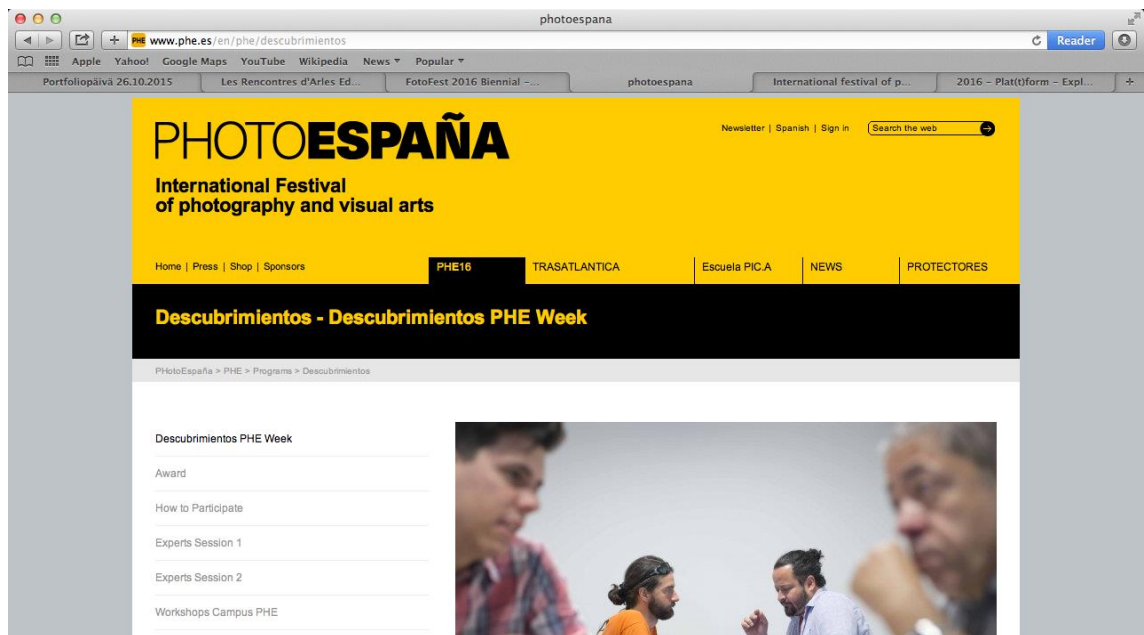 photoespana
PHE www.phe.es/en/phe/descubrimientos
Reader
Apple Yahoo! Google Maps YouTube Wikipedia News Popular
Portfoliopäivä 26.10.2015 Les Rencontres d'Arles Ed... FotoFest 2016 Biennial –... photoespana International festival of p... 2016 – Plat(t)form – Expl...
PHOTOESPAÑA
Newsletter | Spanish | Sign in Search the web
International Festival
of photography and visual arts
Home | Press | Shop | Sponsors PHE16 TRASATLANTICA Escuela PIC.A NEWS PROTECTORES
Descubrimientos - Descubrimientos PHE Week
PHotoEspaña > PHE > Programs > Descubrimientos
Descubrimientos PHE Week
Award
How to Participate
Experts Session 1
Experts Session 2
Workshops Campus PHE